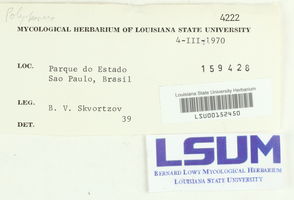 Polyporus
4222
MYCOLOGICAL HERBARIUM OF LOUISIANA STATE UNIVERSITY
4-III-1970
LOC. Parque do Estado 159428
Sao Paulo, Brasil
Louisiana State University Herbarium
LSU00152450
LEG. B. V. Skvortzov
39
DET.
LSUM
BERNARD LOWY MYCOLOGICAL HERBARIUM
LOUISIANA STATE UNIVERSITY